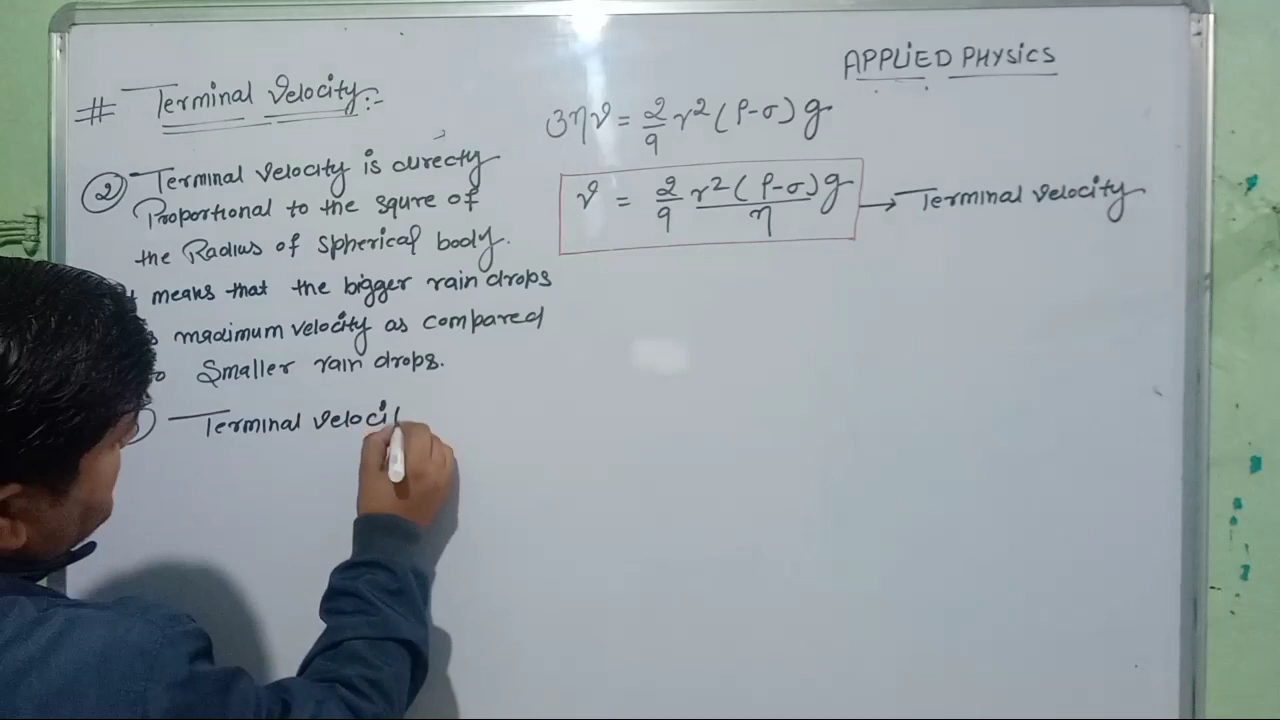 APPLIED PHYSICS
# Terminal Velocity:-
② Terminal Velocity is directy
Proportional to the squre of
the Radius of Spherical body.
means that the bigger rain drops
maximum velocity as compared
Smaller rain drops.
Terminal Veloci
3ηv = 2/9 r² (ρ-σ) g
v = 2/9 r² (ρ-σ) g / η → Terminal Velocity